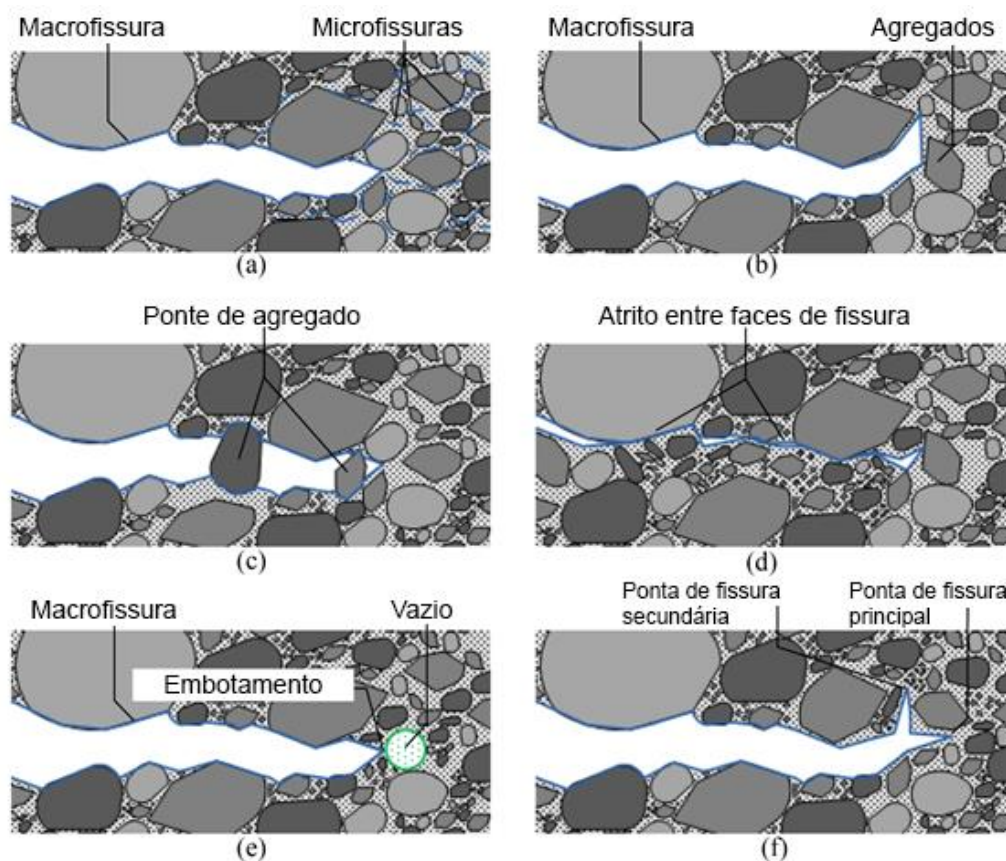 Macrofissura
Microfissuras
(a)
Macrofissura
Agregados
(b)
Ponte de agregado
(c)
Atrito entre faces de fissura
(d)
Macrofissura
Vazio
Embotamento
(e)
Ponta de fissura
secundária
Ponta de fissura
principal
(f)